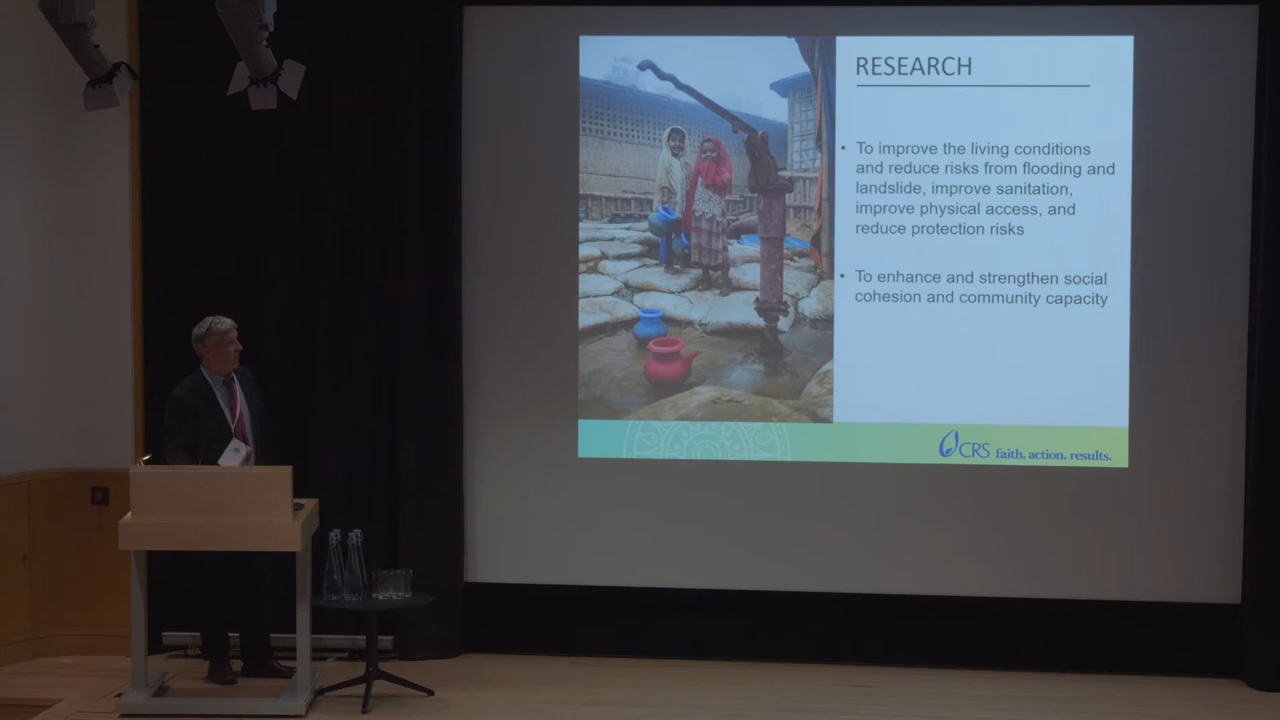 RESEARCH
• To improve the living conditions
and reduce risks from flooding and
landslide, improve sanitation,
improve physical access, and
reduce protection risks
• To enhance and strengthen social
cohesion and community capacity
CRS faith. action. results.